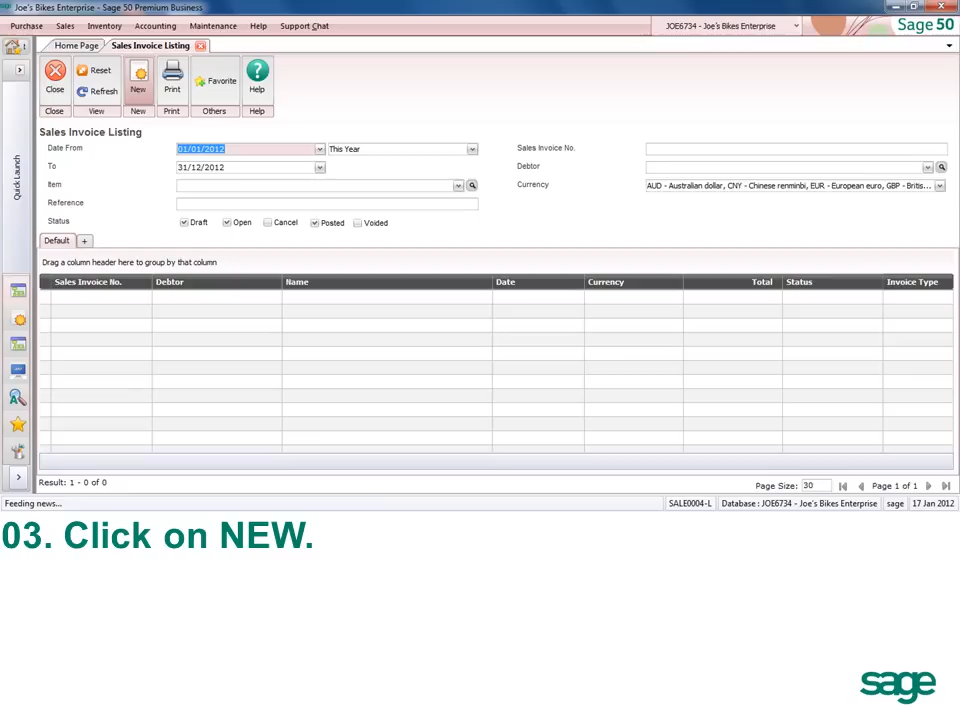 Joe's Bikes Enterprise - Sage 50 Premium Business
Purchase Sales Inventory Accounting Maintenance Help Support Chat JOE6734 - Joe's Bikes Enterprise Sage 50
Home Page Sales Invoice Listing
Close Reset Refresh New Print Favorite Help
Close View New Print Others Help
Quick Launch
Sales Invoice Listing
Date From 01/01/2012 This Year Sales Invoice No.
To 31/12/2012 Debtor
Item Currency AUD - Australian dollar, CNY - Chinese renminbi, EUR - European euro, GBP - Britis...
Reference
Status Draft Open Cancel Posted Voided
Default +
Drag a column header here to group by that column
Sales Invoice No. Debtor Name Date Currency Total Status Invoice Type
Result: 1 - 0 of 0
Page Size: 30 Page 1 of 1
Feeding news... SALE0004-L Database : JOE6734 - Joe's Bikes Enterprise sage 17 Jan 2012
03. Click on NEW.
sage